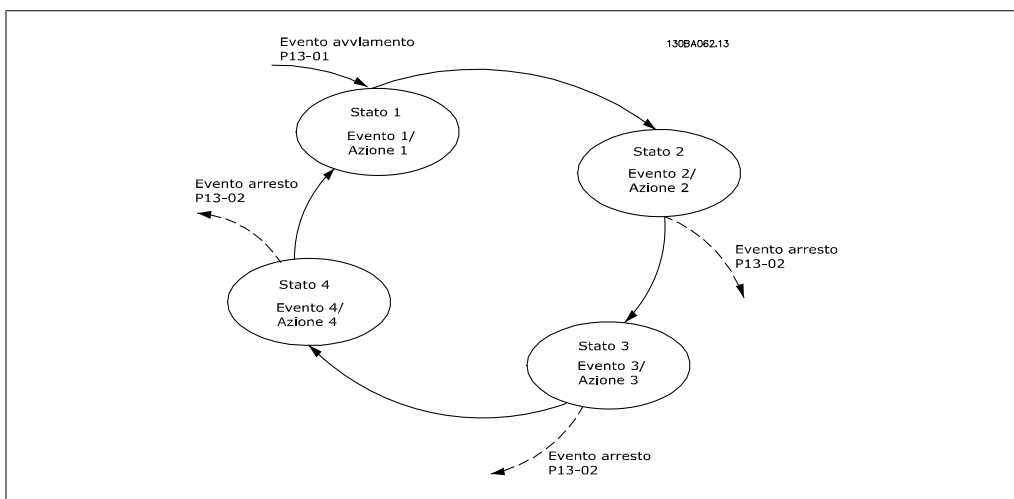 Evento avviamento
P13-01
130BA062.13
Stato 1
Evento 1/
Azione 1
Stato 2
Evento 2/
Azione 2
Evento arresto
P13-02
Evento arresto
P13-02
Stato 4
Evento 4/
Azione 4
Stato 3
Evento 3/
Azione 3
Evento arresto
P13-02